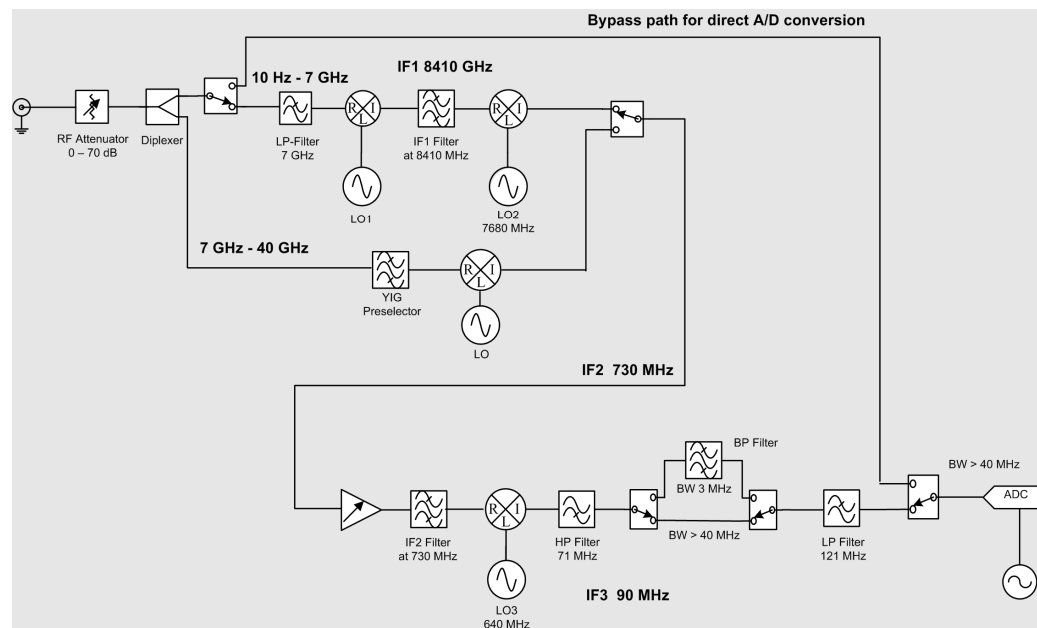 Bypass path for direct A/D conversion
10 Hz - 7 GHz
IF1 8410 GHz
R I
L
R I
L
RF Attenuator
0 – 70 dB
Diplexer
LP-Filter
7 GHz
IF1 Filter
at 8410 MHz
LO1
LO2
7680 MHz
7 GHz - 40 GHz
R I
L
YIG
Preselector
LO
IF2 730 MHz
BP Filter
BW 3 MHz
BW > 40 MHz
ADC
R I
L
IF2 Filter
at 730 MHz
HP Filter
71 MHz
BW > 40 MHz
LP Filter
121 MHz
LO3
640 MHz
IF3 90 MHz